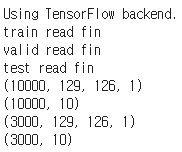 Using TensorFlow backend.
train read fin
valid read fin
test read fin
(10000, 129, 126, 1)
(10000, 10)
(3000, 129, 126, 1)
(3000, 10)